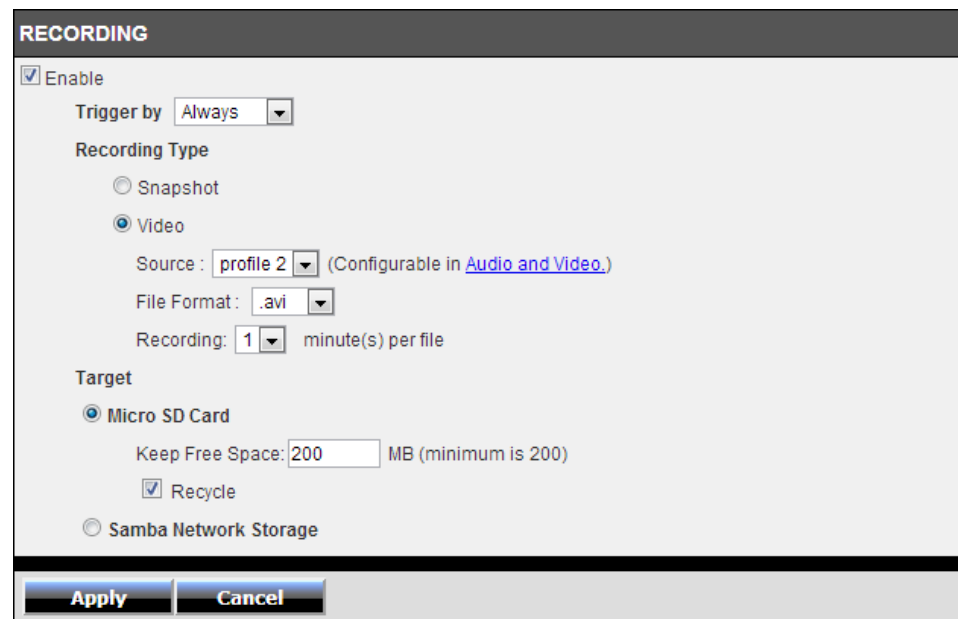 RECORDING
Enable
Trigger by Always
Recording Type
Snapshot
Video
Source : profile 2 (Configurable in Audio and Video.)
File Format : .avi
Recording: 1 minute(s) per file
Target
Micro SD Card
Keep Free Space: 200 MB (minimum is 200)
Recycle
Samba Network Storage
Apply Cancel